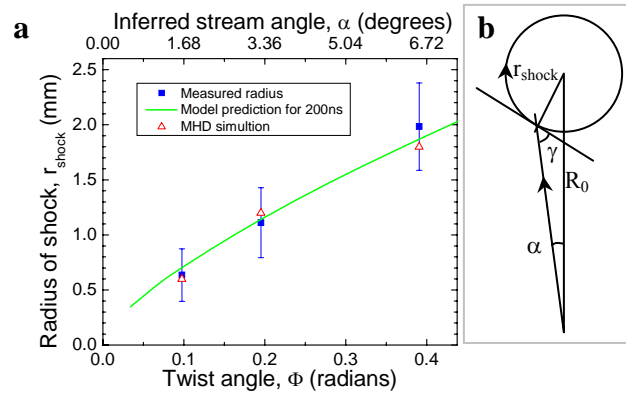 a
Inferred stream angle, α (degrees)
0.00 1.68 3.36 5.04 6.72
Radius of shock, r_shock (mm)
2.5
2.0
1.5
1.0
0.5
0.0
Measured radius
Model prediction for 200ns
MHD simultion
0.0 0.1 0.2 0.3 0.4
Twist angle, Φ (radians)
b
r_shock
γ
R_0
α